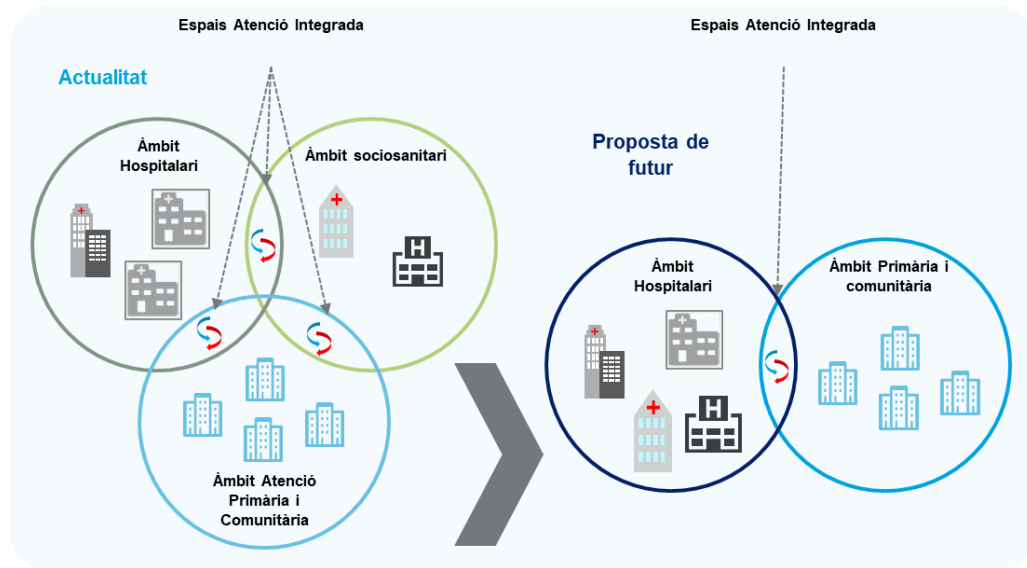 Espais Atenció Integrada
Actualitat
Àmbit
Hospitalari
Àmbit sociosanitari
H
Àmbit Atenció
Primària i
Comunitària
Espais Atenció Integrada
Proposta de
futur
Àmbit
Hospitalari
H
Àmbit Primària i
comunitària